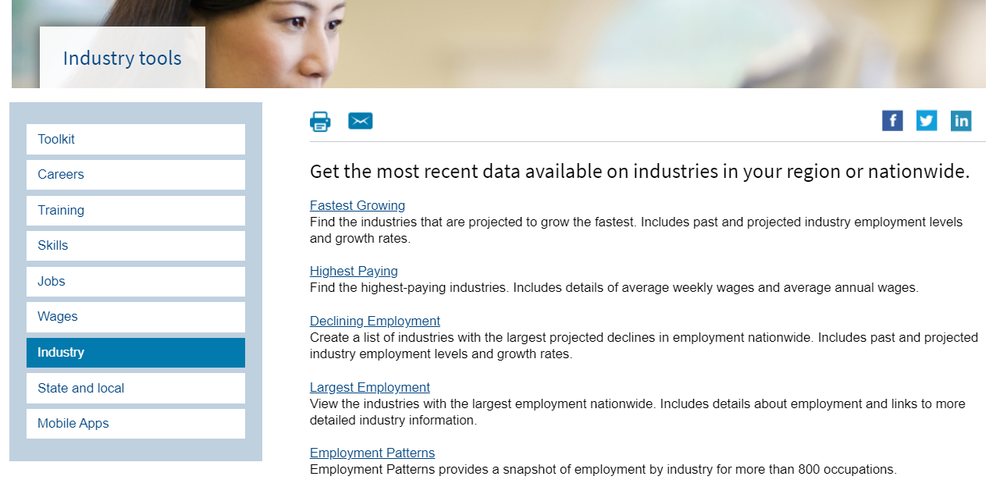 Industry tools
Toolkit
Careers
Training
Skills
Jobs
Wages
Industry
State and local
Mobile Apps
f
in
Get the most recent data available on industries in your region or nationwide.
Fastest Growing
Find the industries that are projected to grow the fastest. Includes past and projected industry employment levels
and growth rates.
Highest Paying
Find the highest-paying industries. Includes details of average weekly wages and average annual wages.
Declining Employment
Create a list of industries with the largest projected declines in employment nationwide. Includes past and projected
industry employment levels and growth rates.
Largest Employment
View the industries with the largest employment nationwide. Includes details about employment and links to more
detailed industry information.
Employment Patterns
Employment Patterns provides a snapshot of employment by industry for more than 800 occupations.